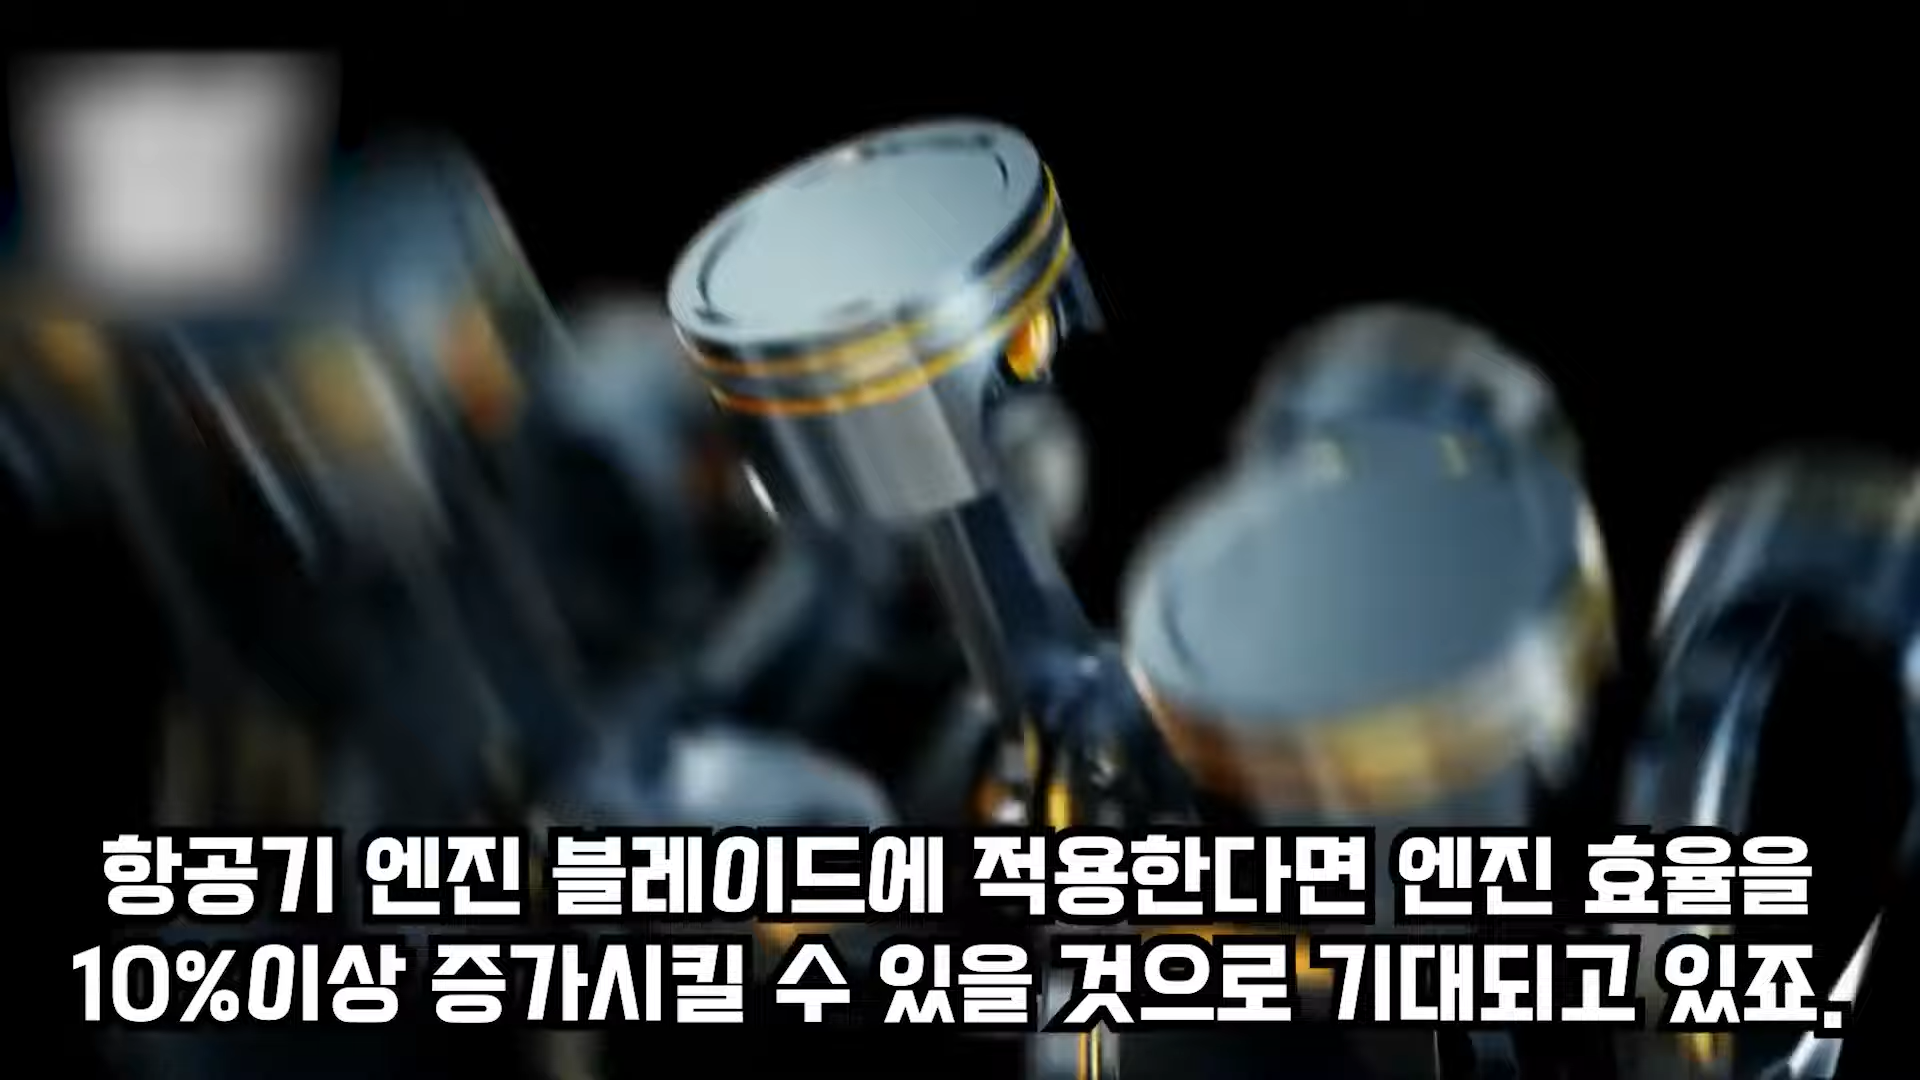 항공기 엔진 블레이드에 적용한다면 엔진 효율을
10%이상 증가시킬 수 있을 것으로 기대되고 있죠.